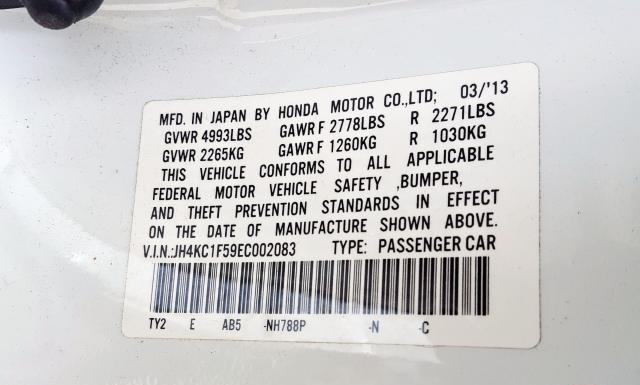 MFD. IN JAPAN BY HONDA MOTOR CO.,LTD; 03/'13
GVWR 4993LBS GAWR F 2778LBS R 2271LBS
GVWR 2265KG GAWR F 1260KG R 1030KG
THIS VEHICLE CONFORMS TO ALL APPLICABLE
FEDERAL MOTOR VEHICLE SAFETY ,BUMPER,
AND THEFT PREVENTION STANDARDS IN EFFECT
ON THE DATE OF MANUFACTURE SHOWN ABOVE.
V.I.N.:JH4KC1F59EC002083 TYPE: PASSENGER CAR
TY2 E AB5 -NH788P -N -C